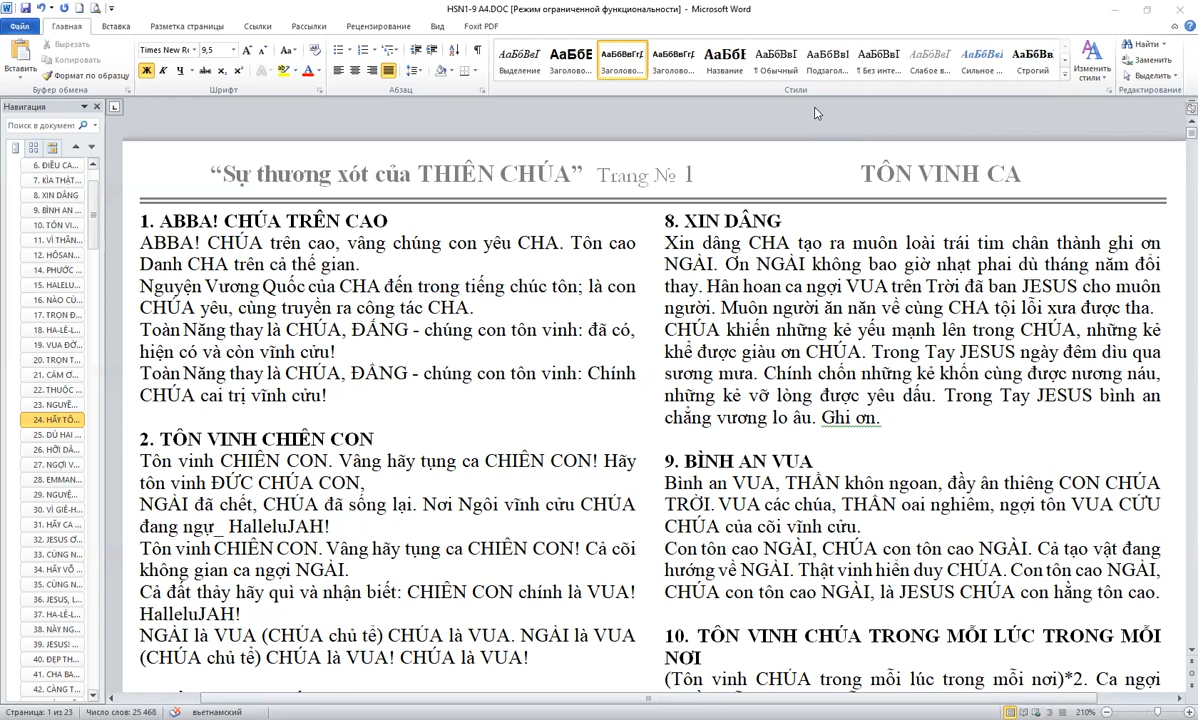 HSN1-9 A4.DOC [Режим ограниченной функциональности] - Microsoft Word
Файл Главная Вставка Разметка страницы Ссылки Рассылки Рецензирование Вид Foxit PDF
Вставить
Вырезать
Копировать
Формат по образцу
Буфер обмена
Times New Ro 9,5
Шрифт
Абзац
АаБбВвГ АаБбВ АаБбВвГгД АаБбВвГгД АаБбВ АаБбВвГ АаБбВвГ АаБбВвГ АаБбВвГ АаБбВвГ АаБбВв
Выделение Заголово... Заголово... Заголово... Название ¶ Обычный Подзагол... ¶ Без инте... Слабое в... Сильное ... Строгий
Стили
Изменить стили
Найти
Заменить
Выделить
Редактирование
Навигация
Поиск в документ
6. ĐIỀU CA...
7. KÌA THẬT...
8. XIN DÂNG
9. BÌNH AN ...
10. TÔN VI...
11. VÌ THẦN...
12. HÔSAN...
14. PHƯỚC ...
15. HALELU...
16. NÀO CÙ...
17. TRỌN Đ...
18. HA-LÊ-L...
19. VUA ĐỜ...
20. TRỌN T...
21. CẢM Ơ...
22. THUỘC ...
23. NGUYỆ...
24. HÃY TÔ...
25. DÙ HAI ...
26. HỠI DÂ...
27. NGỢI V...
28. EMMAN...
29. NGUYỆ...
30. VÌ GIÊ-H...
31. HÃY CA ...
32. JESUS Ơ...
33. CÙNG N...
34. HÃY VỖ ...
35. CÙNG N...
36. JESUS, L...
37. HA-LÊ-L...
38. NÀY NG...
39. JESUS! ...
40. ĐẸP TH...
41. CHA BA...
42. CÀNG T...
“Sự thương xót của THIÊN CHÚA” Trang № 1 TÔN VINH CA
1. ABBA! CHÚA TRÊN CAO
ABBA! CHÚA trên cao, vâng chúng con yêu CHA. Tôn cao
Danh CHA trên cả thế gian.
Nguyện Vương Quốc của CHA đến trong tiếng chúc tôn; là con
CHÚA yêu, cùng truyền ra công tác CHA.
Toàn Năng thay là CHÚA, ĐẤNG - chúng con tôn vinh: đã có,
hiện có và còn vĩnh cửu!
Toàn Năng thay là CHÚA, ĐẤNG - chúng con tôn vinh: Chính
CHÚA cai trị vĩnh cửu!
2. TÔN VINH CHIÊN CON
Tôn vinh CHIÊN CON. Vâng hãy tụng ca CHIÊN CON! Hãy
tôn vinh ĐỨC CHÚA CON,
NGÀI đã chết, CHÚA đã sống lại. Nơi Ngôi vĩnh cửu CHÚA
đang ngự_ HalleluJAH!
Tôn vinh CHIÊN CON. Vâng hãy tụng ca CHIÊN CON! Cả cõi
không gian ca ngợi NGÀI.
Cả đất thảy hãy quì và nhận biết: CHIÊN CON chính là VUA!
HalleluJAH!
NGÀI là VUA (CHÚA chủ tể) CHÚA là VUA. NGÀI là VUA
(CHÚA chủ tể) CHÚA là VUA! CHÚA là VUA!
8. XIN DÂNG
Xin dâng CHA tạo ra muôn loài trái tim chân thành ghi ơn
NGÀI. Ơn NGÀI không bao giờ nhạt phai dù tháng năm đổi
thay. Hân hoan ca ngợi VUA trên Trời đã ban JESUS cho muôn
người. Muôn người ăn năn về cùng CHA tội lỗi xưa được tha.
CHÚA khiến những kẻ yếu mạnh lên trong CHÚA, những kẻ
khể được giàu ơn CHÚA. Trong Tay JESUS ngày đêm dìu qua
sương mưa. Chính chốn những kẻ khốn cùng được nương náu,
những kẻ vỡ lòng được yêu dấu. Trong Tay JESUS bình an
chẳng vương lo âu. Ghi ơn.
9. BÌNH AN VUA
Bình an VUA, THẦN khôn ngoan, đầy ân thiêng CON CHÚA
TRỜI. VUA các chúa, THẦN oai nghiêm, ngợi tôn VUA CỨU
CHÚA của cõi vĩnh cửu.
Con tôn cao NGÀI, CHÚA con tôn cao NGÀI. Cả tạo vật đang
hướng về NGÀI. Thật vinh hiển duy CHÚA. Con tôn cao NGÀI,
CHÚA con tôn cao NGÀI, là JESUS CHÚA con hằng tôn cao.
10. TÔN VINH CHÚA TRONG MỖI LÚC TRONG MỖI
NƠI
(Tôn vinh CHÚA trong mỗi lúc trong mỗi nơi)*2. Ca ngợi
Страница: 1 из 23 Число слов: 25 468 вьетнамский 210%